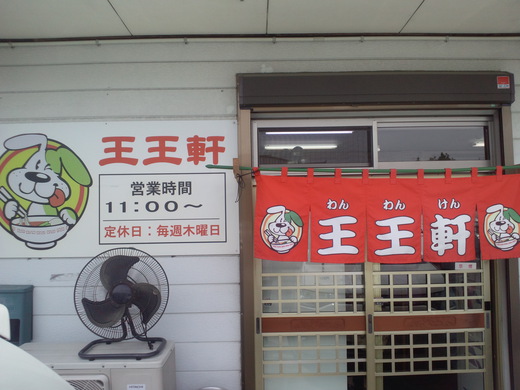 王王軒
営業時間
11:00～
定休日：毎週木曜日
わん わん けん
王王軒